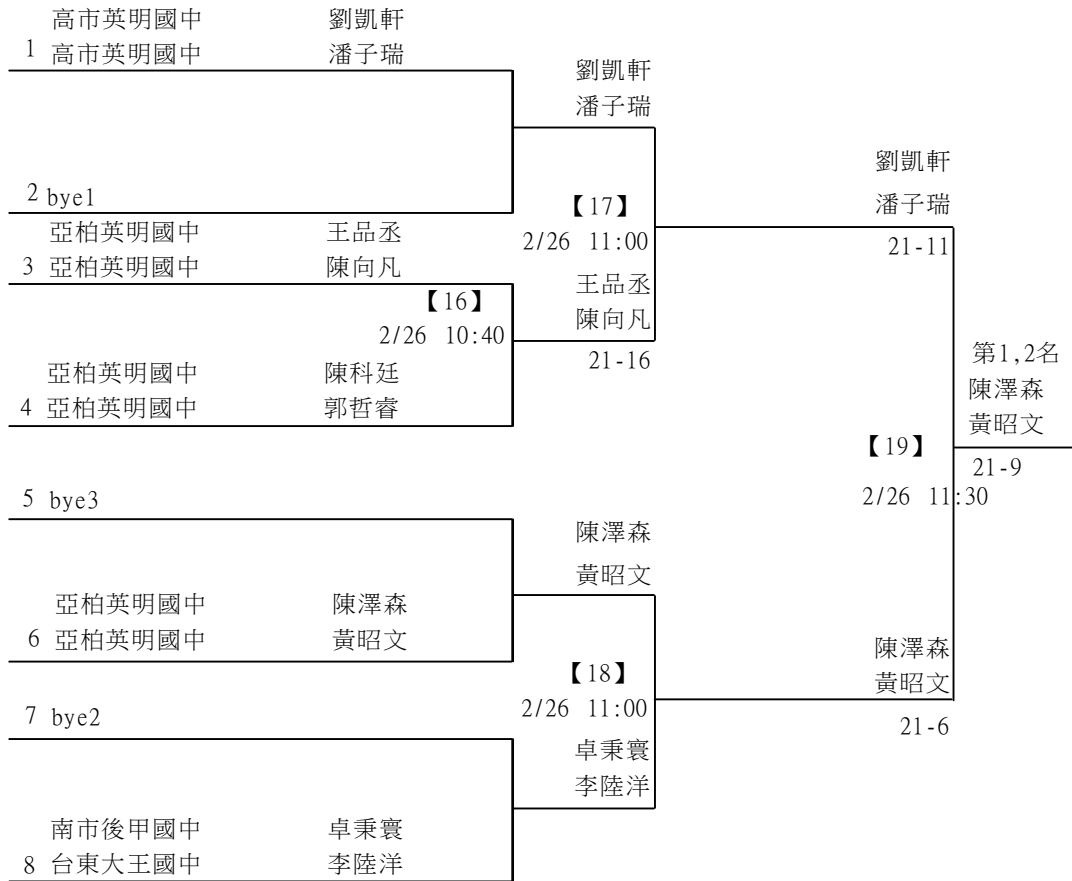 高市英明國中 劉凱軒
1 高市英明國中 潘子瑞
劉凱軒
潘子瑞
劉凱軒
2 bye1
【17】
潘子瑞
亞柏英明國中 王品丞
2/26 11:00
21-11
3 亞柏英明國中 陳向凡
王品丞
【16】
陳向凡
2/26 10:40
21-16
第1,2名
亞柏英明國中 陳科廷
陳澤森
4 亞柏英明國中 郭哲睿
黃昭文
【19】
21-9
5 bye3
2/26 11:30
陳澤森
黃昭文
亞柏英明國中 陳澤森
6 亞柏英明國中 黃昭文
陳澤森
【18】
黃昭文
7 bye2
2/26 11:00
21-6
卓秉寰
李陸洋
南市後甲國中 卓秉寰
8 台東大王國中 李陸洋